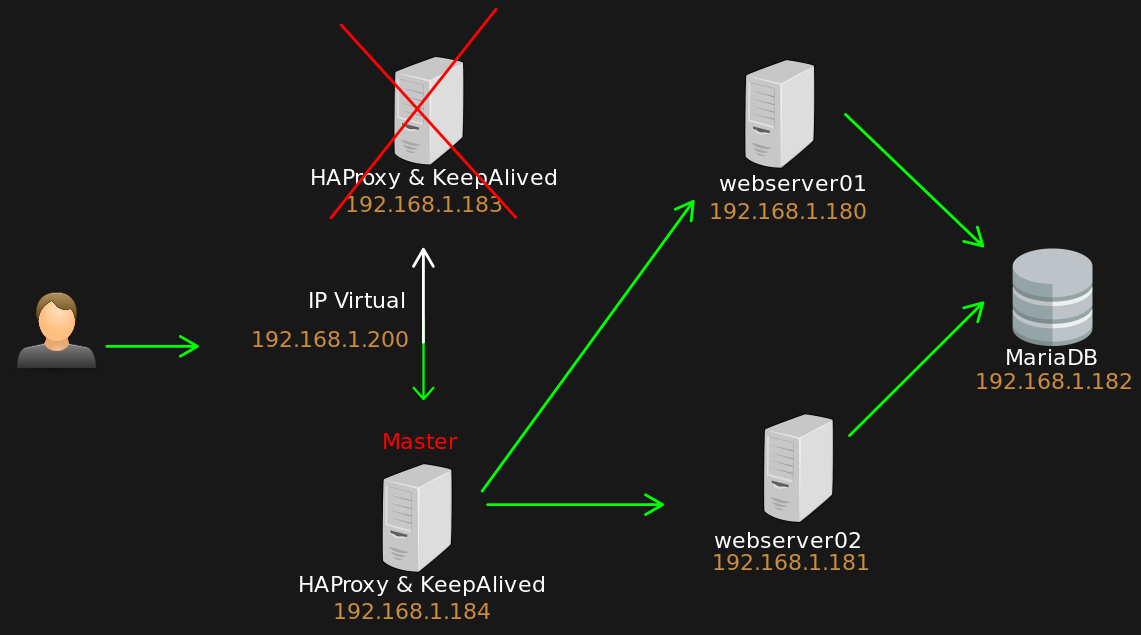 HAProxy & KeepAlived
192.168.1.183
webserver01
192.168.1.180
IP Virtual
192.168.1.200
MariaDB
192.168.1.182
Master
HAProxy & KeepAlived
192.168.1.184
webserver02
192.168.1.181